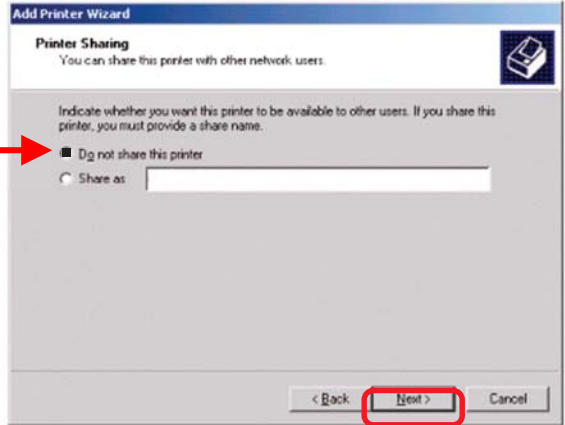 Add Printer Wizard
Printer Sharing
You can share this printer with other network users.
Indicate whether you want this printer to be available to other users. If you share this
printer, you must provide a share name.
Do not share this printer
Share as
< Back
Next >
Cancel